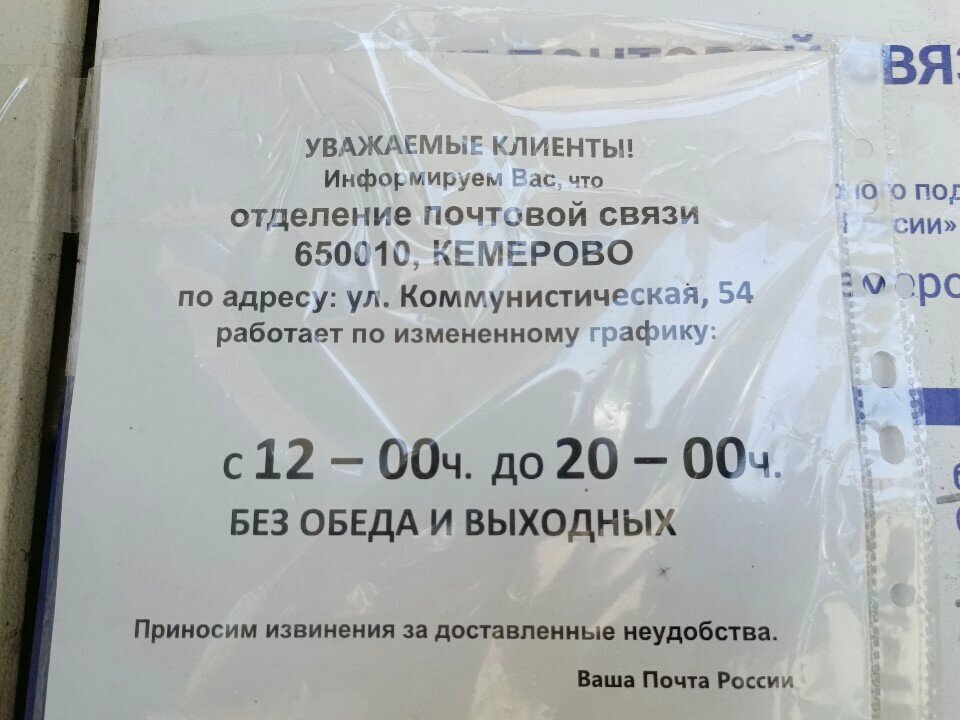 почтовой
УВАЖАЕМЫЕ КЛИЕНТЫ!
Информируем Вас, что
отделение почтовой связи
650010, КЕМЕРОВО
по адресу: ул. Коммунистическая, 54
работает по измененному графику:
с 12 – 00ч. до 20 – 00ч.
БЕЗ ОБЕДА И ВЫХОДНЫХ
Приносим извинения за доставленные неудобства.
Ваша Почта России